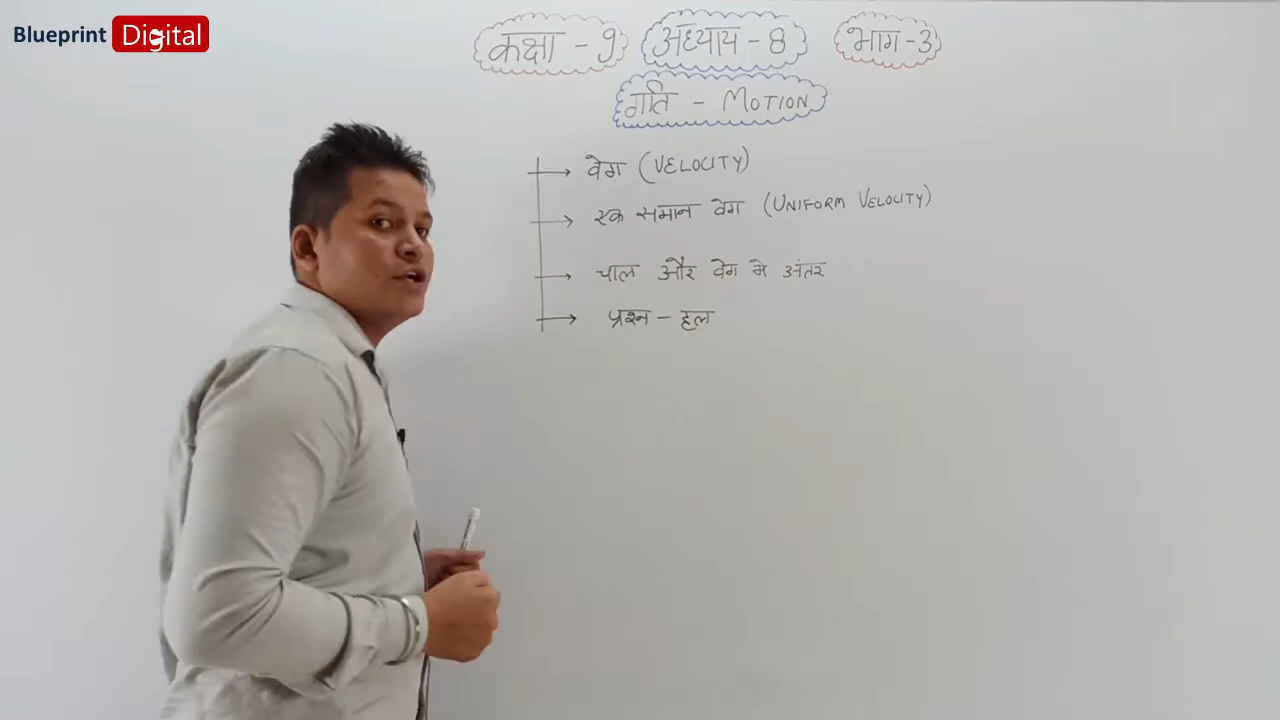 Blueprint Digital
कक्षा - 9 अध्याय - 8 भाग - 3
गति - MOTION
वेग (VELOCITY)
एक समान वेग (UNIFORM VELOCITY)
चाल और वेग मे अंतर
प्रश्न - हल